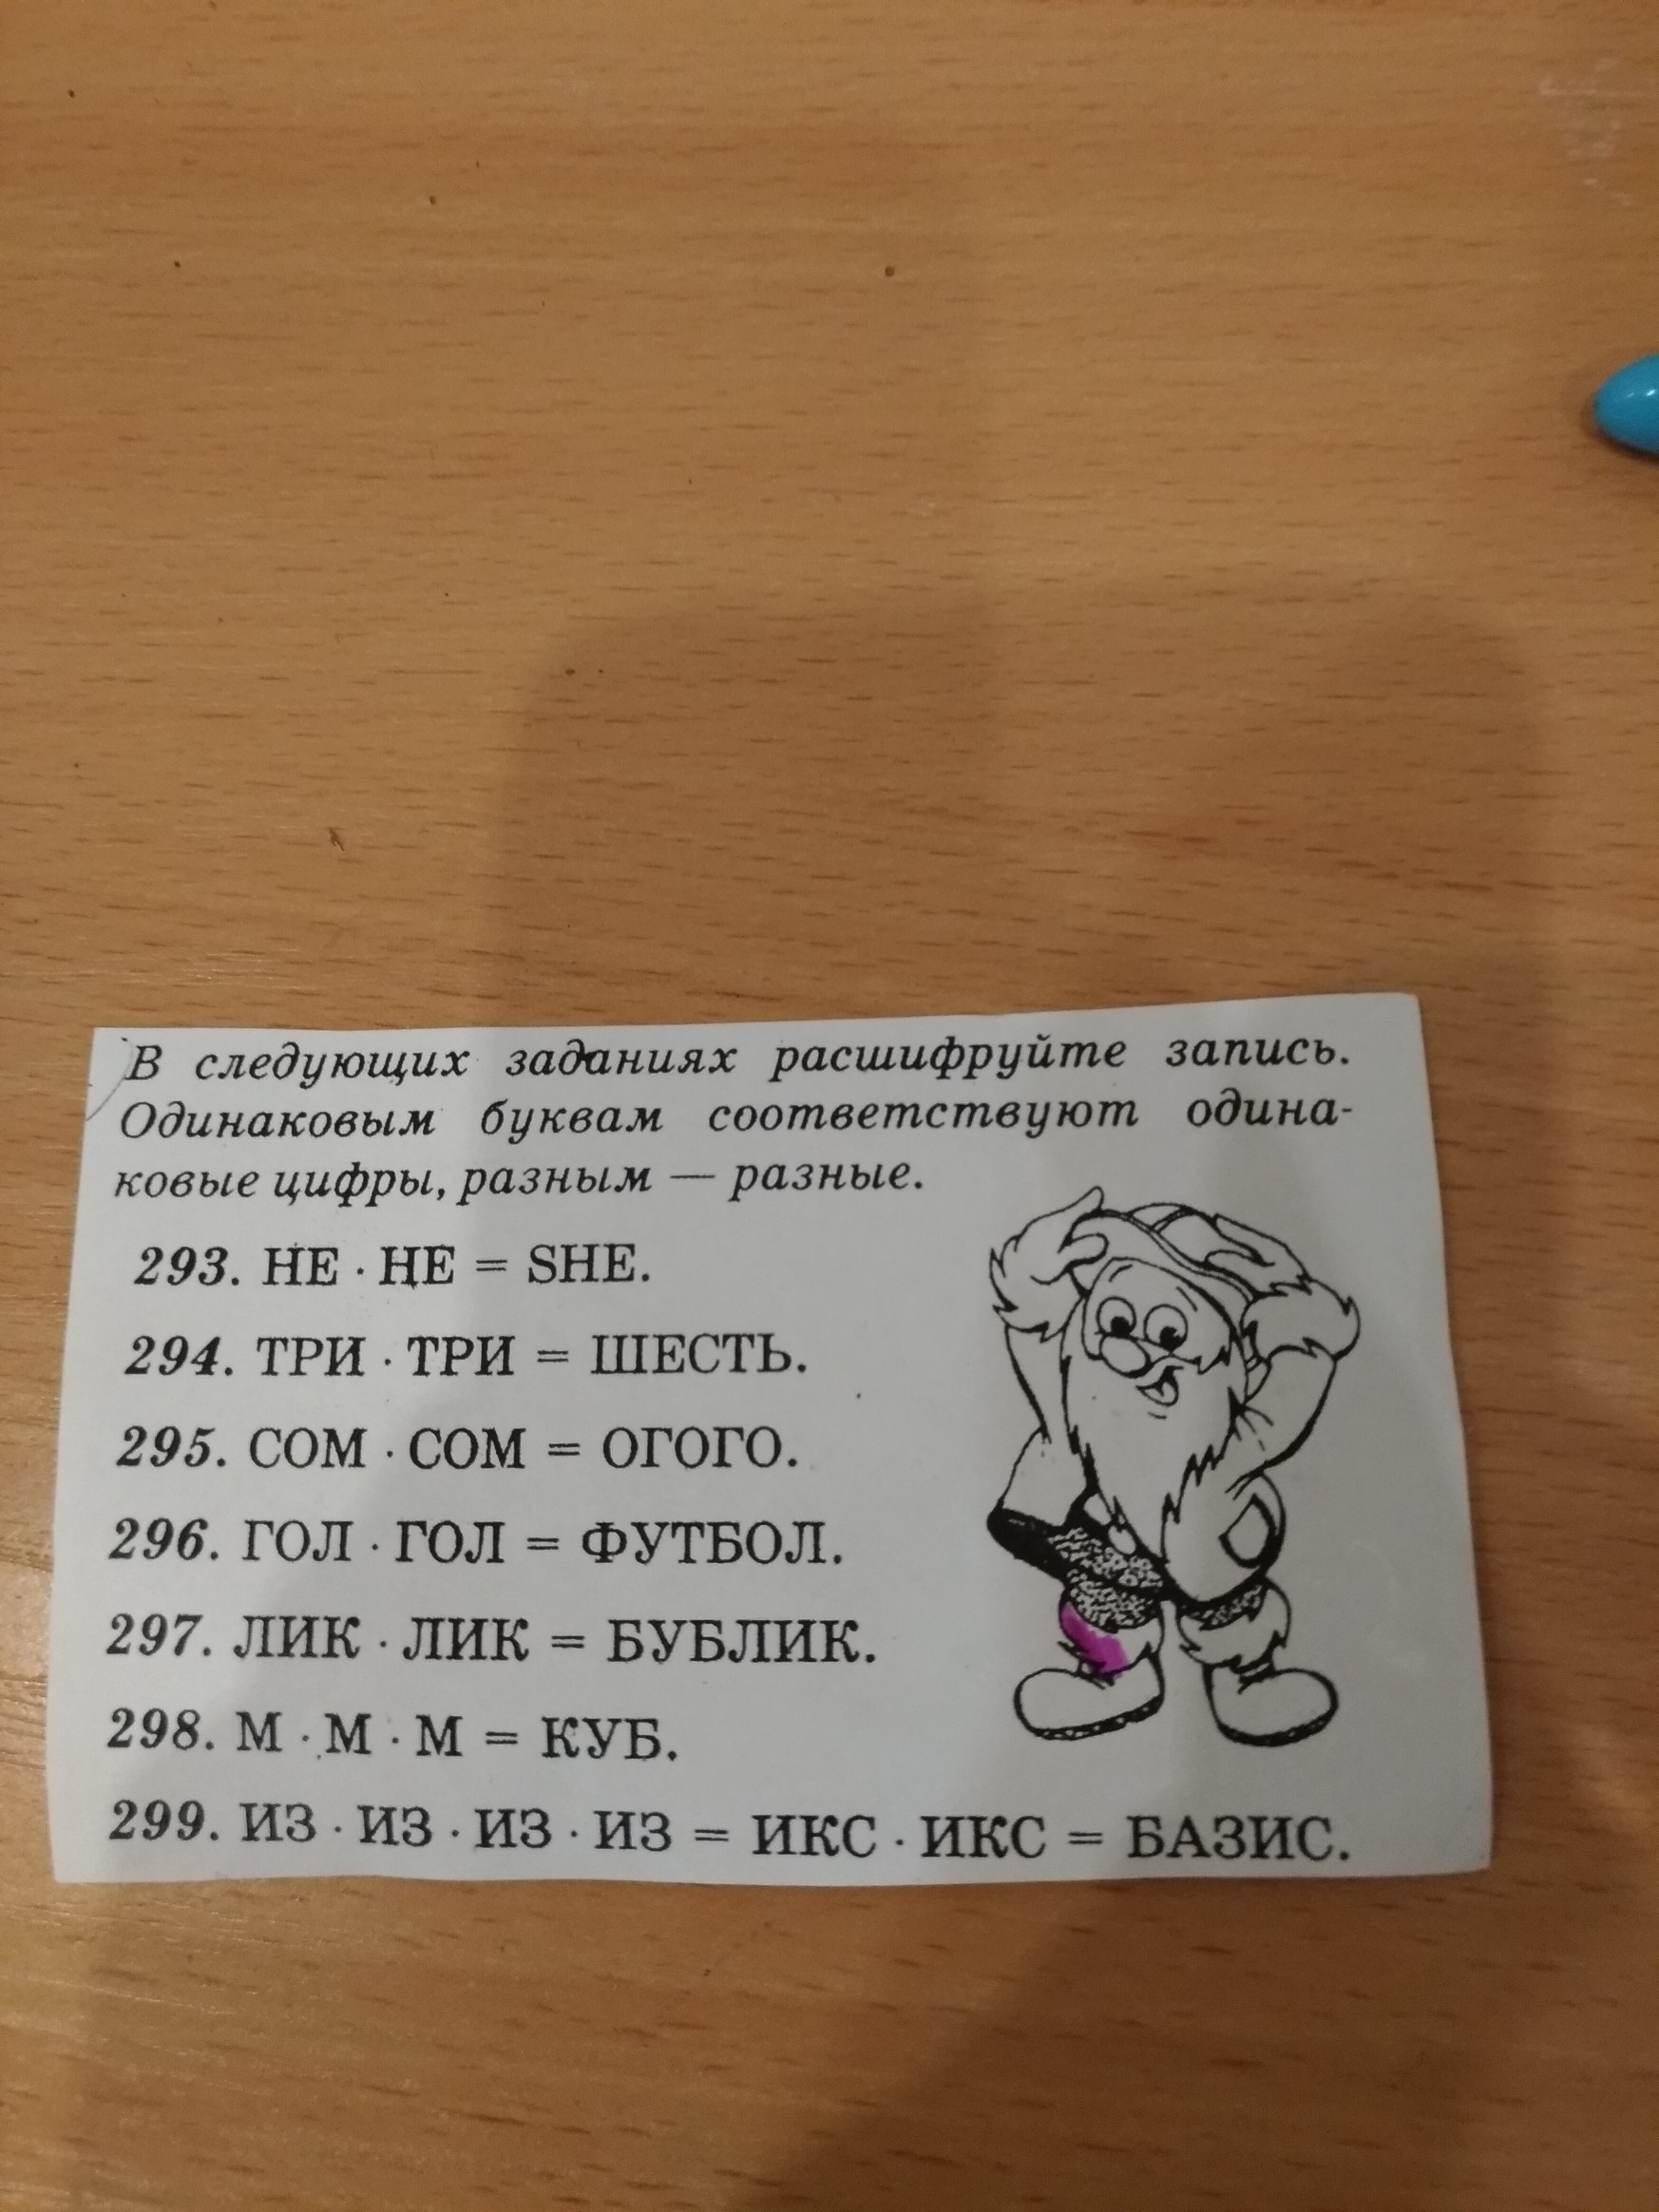 В следующих заданиях расшифруйте запись.
Одинаковым буквам соответствуют одина-
ковые цифры, разным — разные.
293. НЕ · НЕ = SHE.
294. ТРИ · ТРИ = ШЕСТЬ.
295. СОМ · СОМ = ОГОГО.
296. ГОЛ · ГОЛ = ФУТБОЛ.
297. ЛИК · ЛИК = БУБЛИК.
298. М · М · М = КУБ.
299. ИЗ · ИЗ · ИЗ · ИЗ = ИКС · ИКС = БАЗИС.